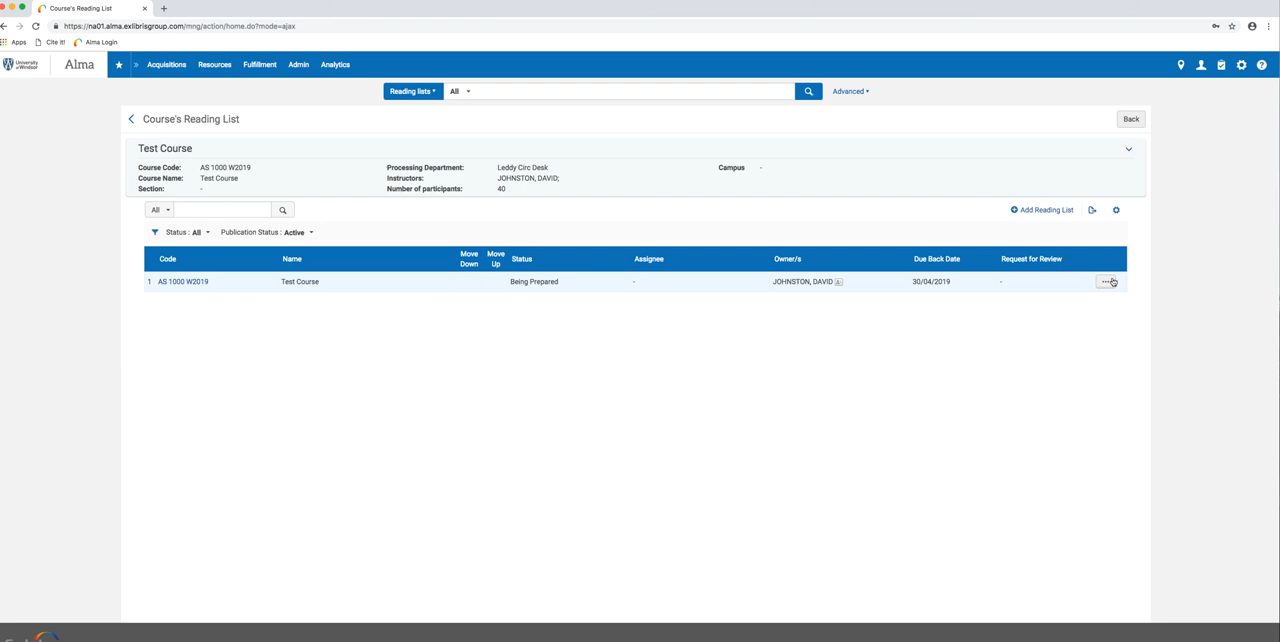 Course's Reading List
https://na01.alma.exlibrisgroup.com/mng/action/home.do?mode=ajax
Apps Cite it! Alma Login
University of Windsor Alma Acquisitions Resources Fulfillment Admin Analytics
Reading lists All Advanced
Course's Reading List Back
Test Course
Course Code: AS 1000 W2019 Processing Department: Leddy Circ Desk Campus -
Course Name: Test Course Instructors: JOHNSTON, DAVID;
Section: - Number of participants: 40
All Add Reading List
Status : All Publication Status : Active
Code Name Move Down Move Up Status Assignee Owner/s Due Back Date Request for Review
1 AS 1000 W2019 Test Course Being Prepared - JOHNSTON, DAVID 30/04/2019 - ...